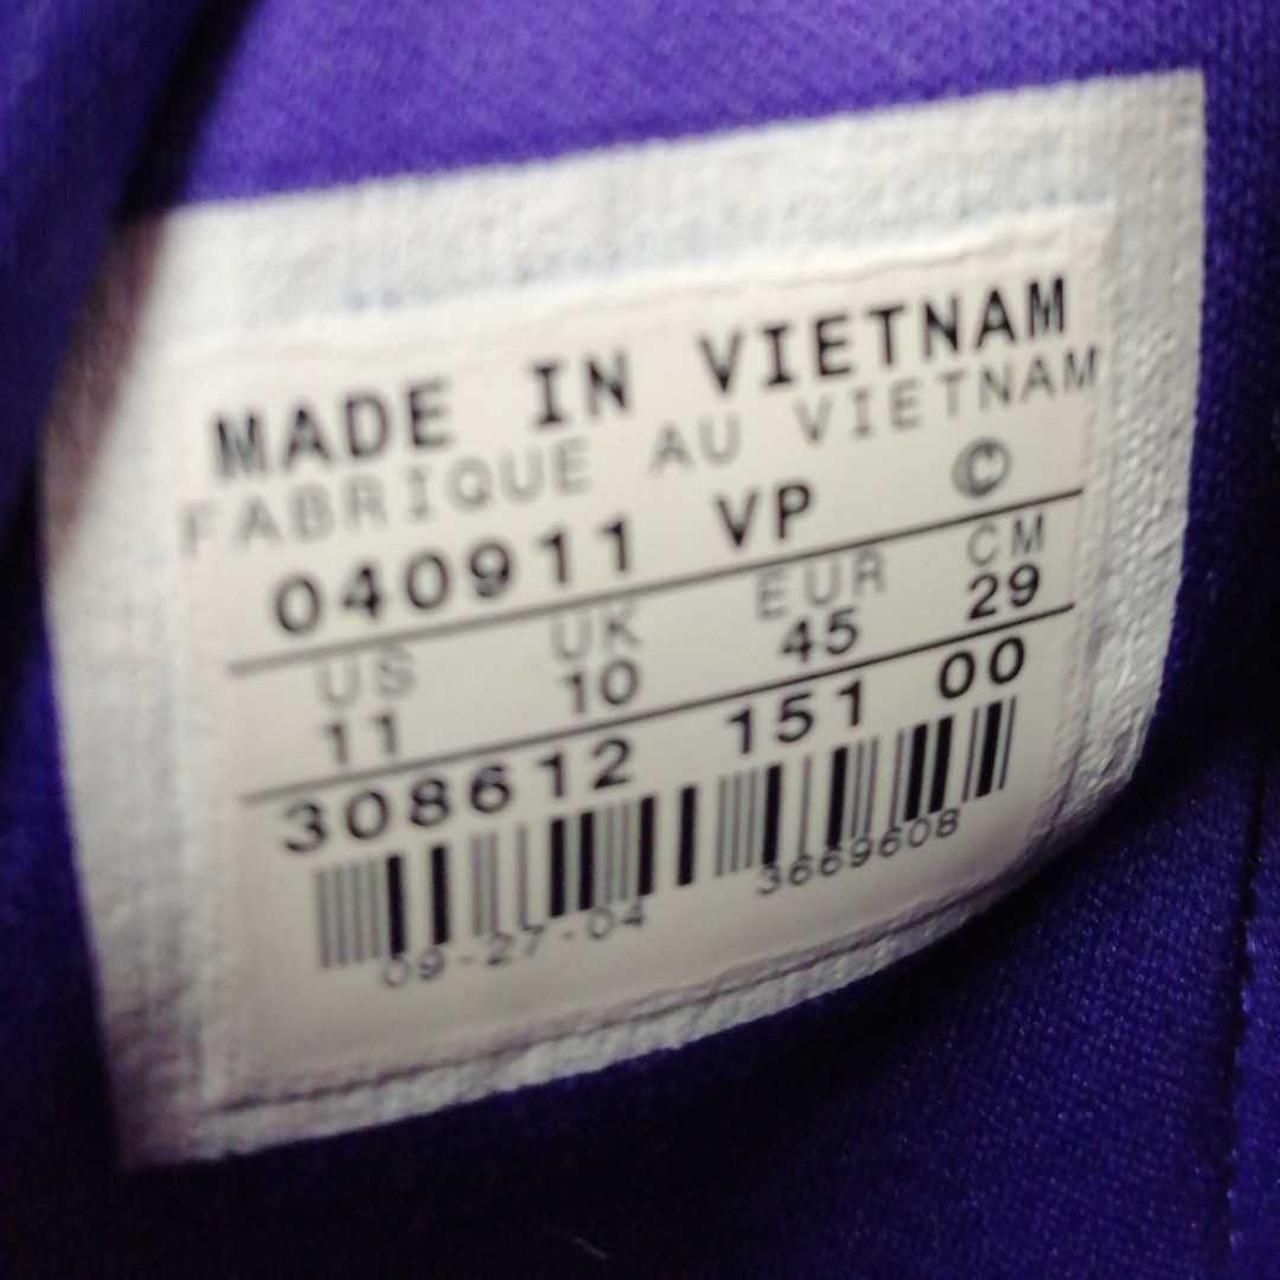 MADE IN VIETNAM
FABRIQUE AU VIETNAM
040911 VP ©
US UK EUR CM
11 10 45 29
308612 151 00
09-27-04 3669608